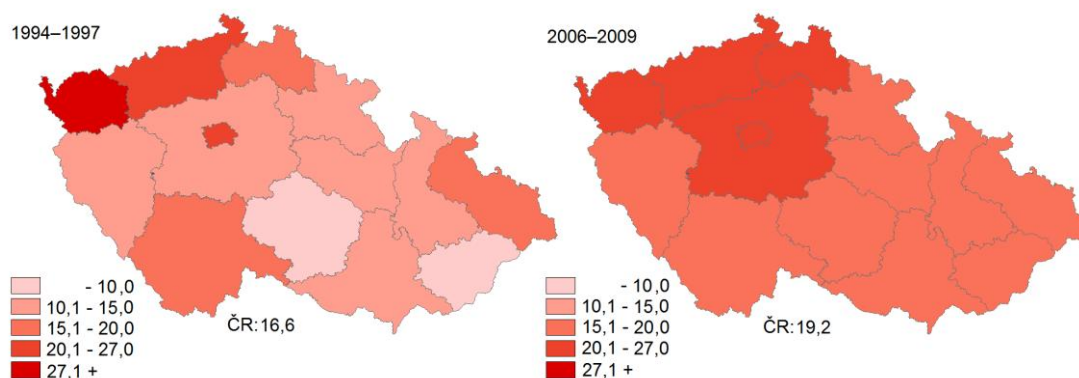 1994–1997
- 10,0
10,1 - 15,0
15,1 - 20,0
20,1 - 27,0
27,1 +
ČR:16,6
2006–2009
- 10,0
10,1 - 15,0
15,1 - 20,0
20,1 - 27,0
27,1 +
ČR:19,2